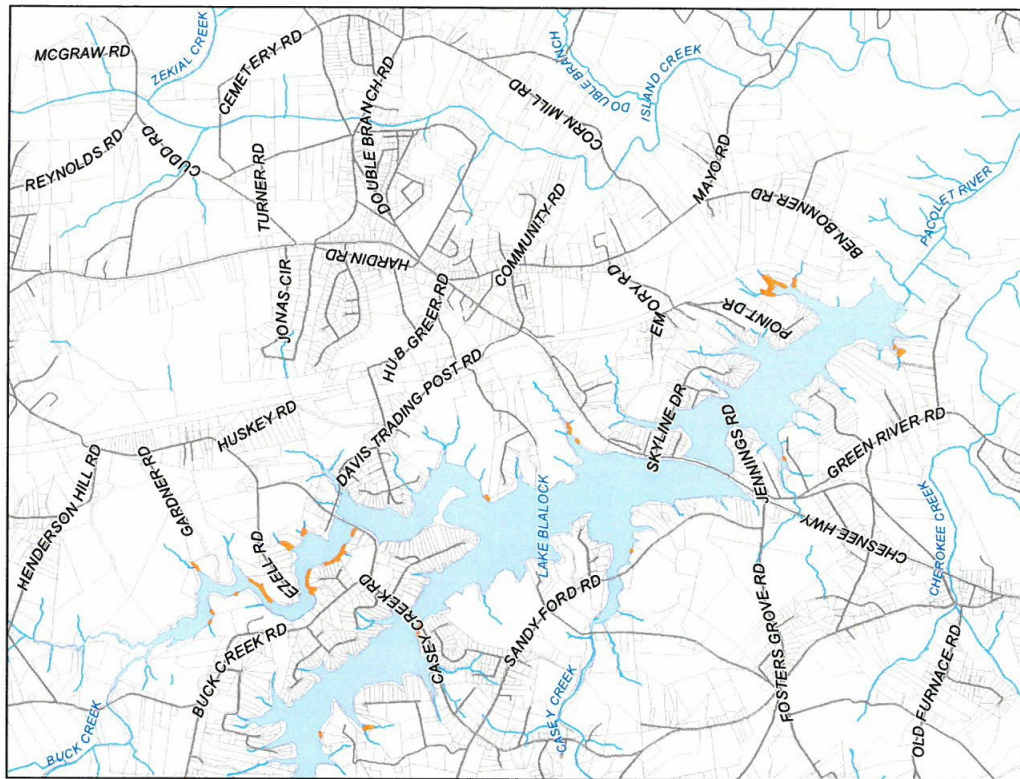 MCGRAW RD
ZEKIAL CREEK
CEMETERY RD
DOUBLE BRANCH RD
DOUBLE BRANCH
ISLAND CREEK
CORN MILL RD
REYNOLDS RD
CUDD RD
TURNER RD
MAYO RD
BEN BONNER RD
PACOLET RIVER
COMMUNITY RD
HARDIN RD
JONAS CIR
HUB GREER RD
EMORY RD
POINT DR
DAVIS TRADING POST RD
HUSKEY RD
SKYLINE DR
JENNINGS RD
GREEN RIVER RD
HENDERSON HILL RD
GARDNER RD
LAKE BLALOCK
CHESNEE HWY
CHEROKEE CREEK
EZELL RD
CASEY CREEK RD
SANDY FORD RD
BUCK CREEK RD
FOSTERS GROVE RD
OLD FURNACE RD
CASEY CREEK
BUCK CREEK